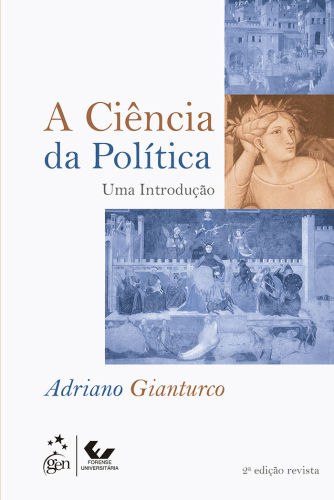 A Ciência
da Política
Uma Introdução
Adriano Gianturco
gen
FORENSE
UNIVERSITÁRIA
2ª edição revista